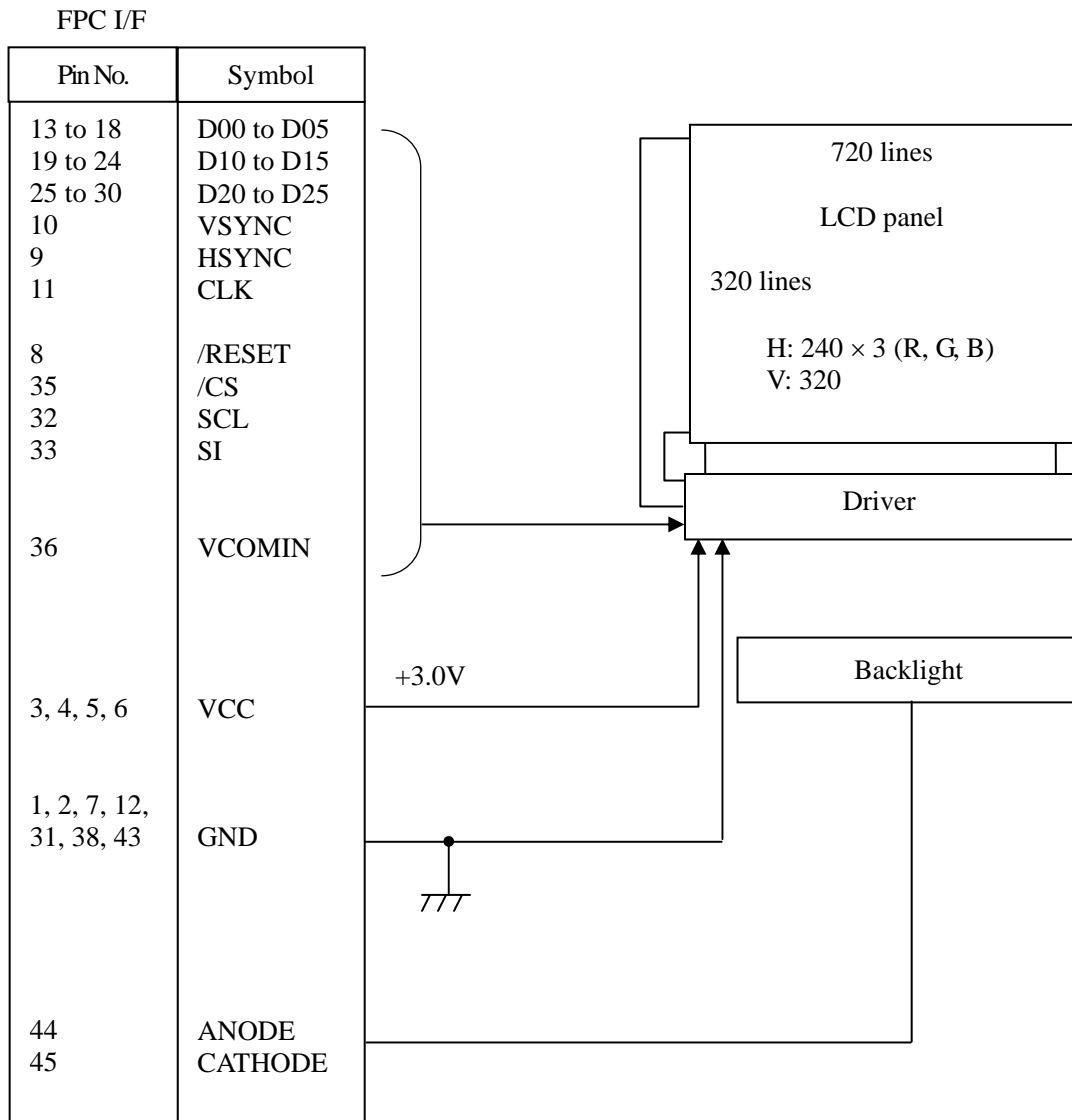 FPC I/F
Pin No. Symbol
13 to 18 D00 to D05
19 to 24 D10 to D15
25 to 30 D20 to D25
10 VSYNC
9 HSYNC
11 CLK
8 /RESET
35 /CS
32 SCL
33 SI
36 VCOMIN
3, 4, 5, 6 VCC
1, 2, 7, 12,
31, 38, 43 GND
44 ANODE
45 CATHODE
+3.0V
720 lines
LCD panel
320 lines
H: 240 × 3 (R, G, B)
V: 320
Driver
Backlight